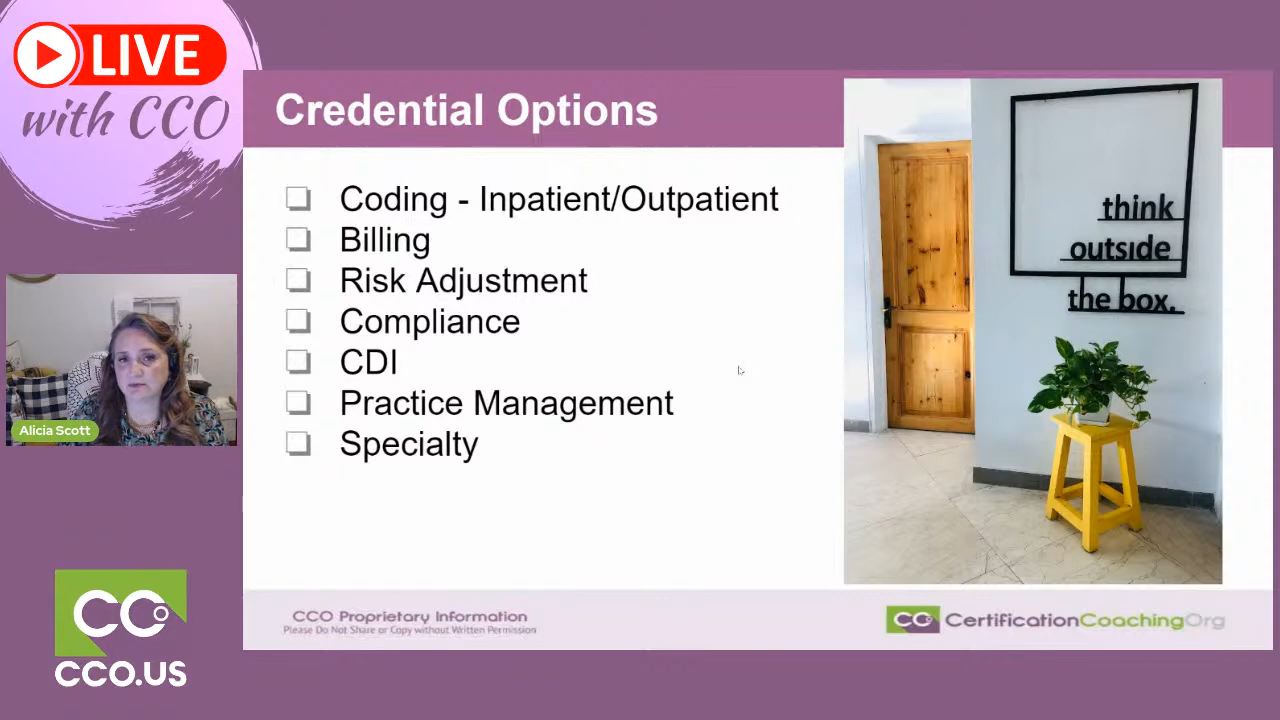 LIVE
with CCO
Credential Options
Coding - Inpatient/Outpatient
Billing
Risk Adjustment
Compliance
CDI
Practice Management
Specialty
think
outside
the box.
Alicia Scott
CCO
CCO.US
CCO Proprietary Information
Please Do Not Share or Copy without Written Permission
CCO CertificationCoachingOrg